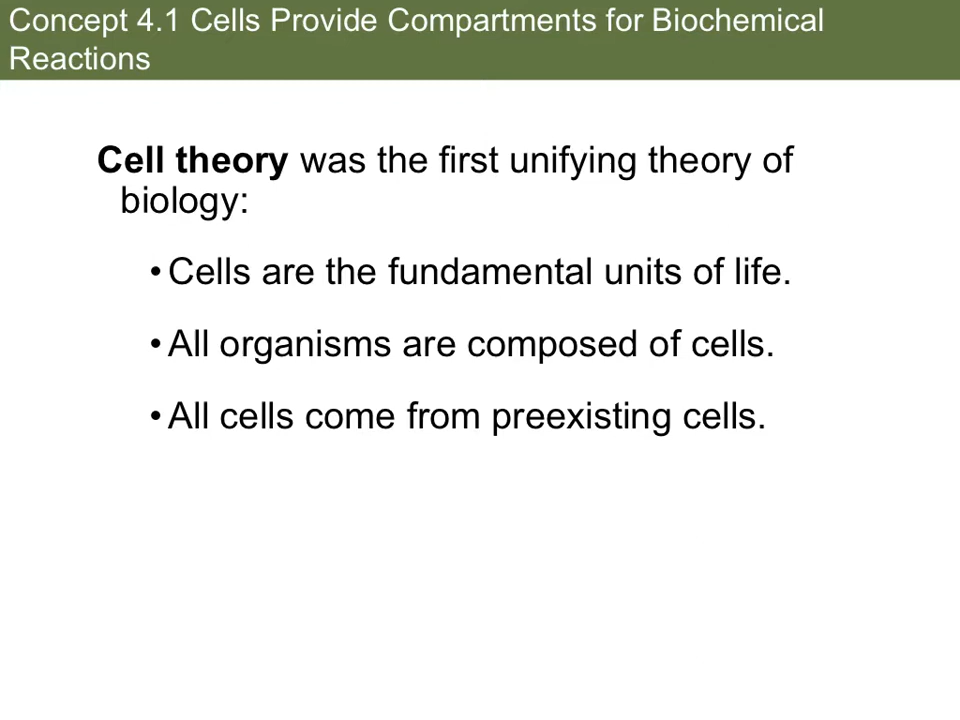 Concept 4.1 Cells Provide Compartments for Biochemical
Reactions
Cell theory was the first unifying theory of
biology:
• Cells are the fundamental units of life.
• All organisms are composed of cells.
• All cells come from preexisting cells.